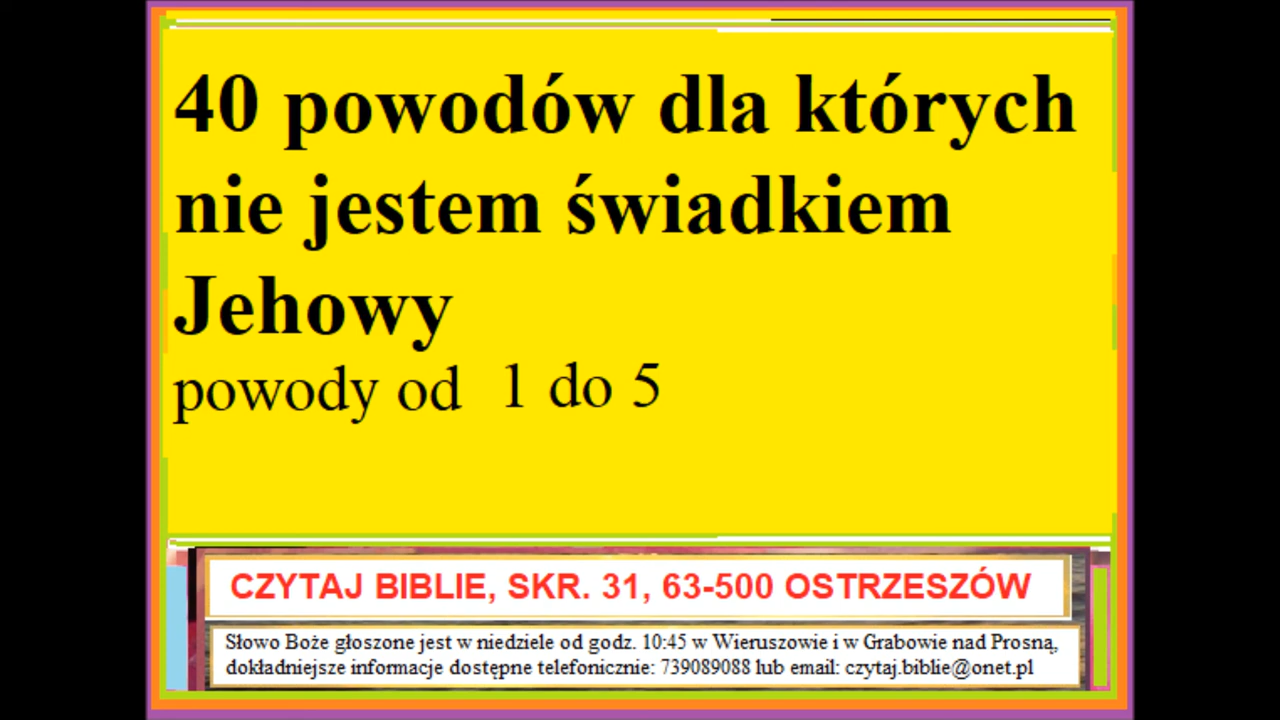 40 powodów dla których
nie jestem świadkiem
Jehowy
powody od 1 do 5
CZYTAJ BIBLIE, SKR. 31, 63-500 OSTRZESZÓW
Słowo Boże głoszone jest w niedziele od godz. 10:45 w Wieruszowie i w Grabowie nad Prosną,
dokładniejsze informacje dostępne telefonicznie: 739089088 lub email: czytaj.biblie@onet.pl